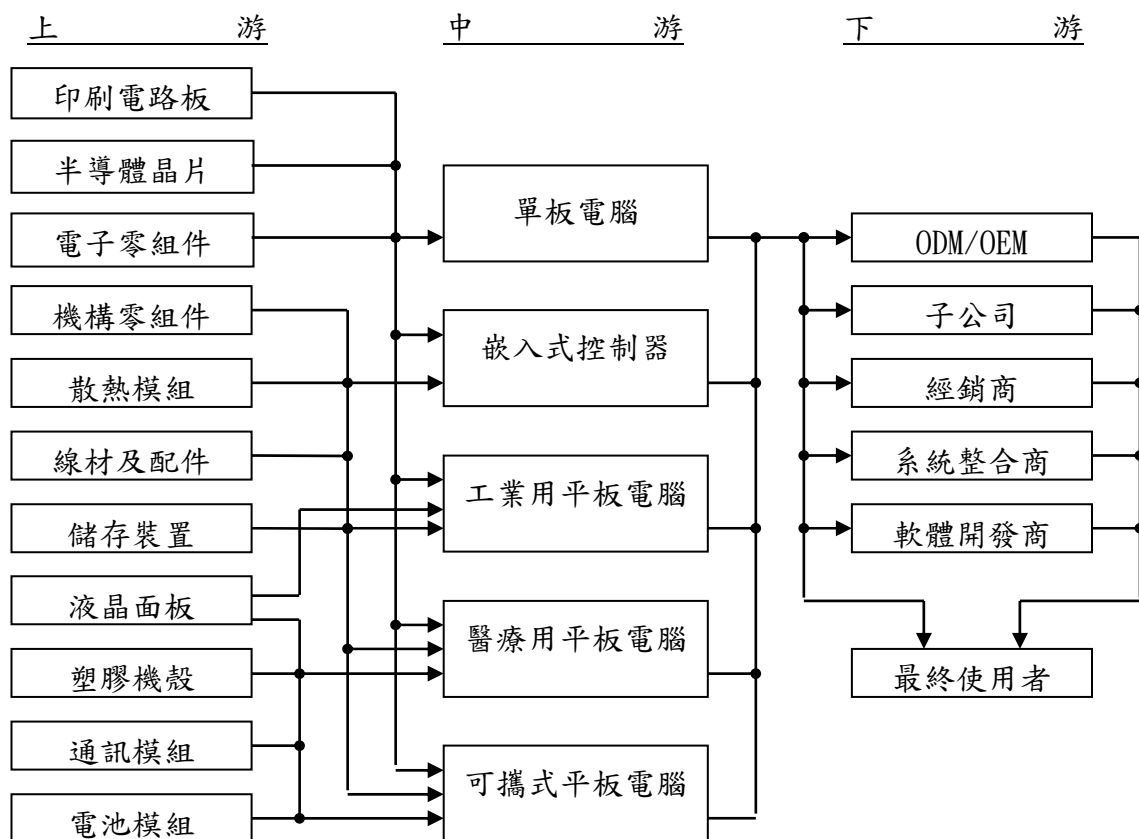 上游
中游
下游
印刷電路板
半導體晶片
電子零組件
機構零組件
散熱模組
線材及配件
儲存裝置
液晶面板
塑膠機殼
通訊模組
電池模組
單板電腦
嵌入式控制器
工業用平板電腦
醫療用平板電腦
可攜式平板電腦
ODM/OEM
子公司
經銷商
系統整合商
軟體開發商
最終使用者